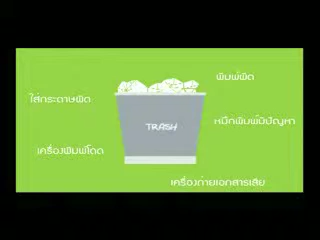 พิมพ์ผิด
ใส่กระดาษผิด
TRASH
หมึกพิมพ์มีปัญหา
เครื่องพิมพ์โดด
เครื่องถ่ายเอกสารเสีย